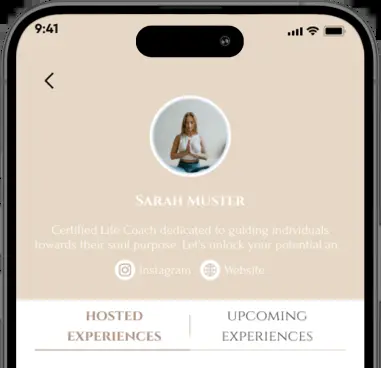 9:41
SARAH MUSTER
Certified Life Coach dedicated to guiding individuals
towards their soul purpose. Let's unlock your potential an
Instagram Website
HOSTED EXPERIENCES
UPCOMING EXPERIENCES